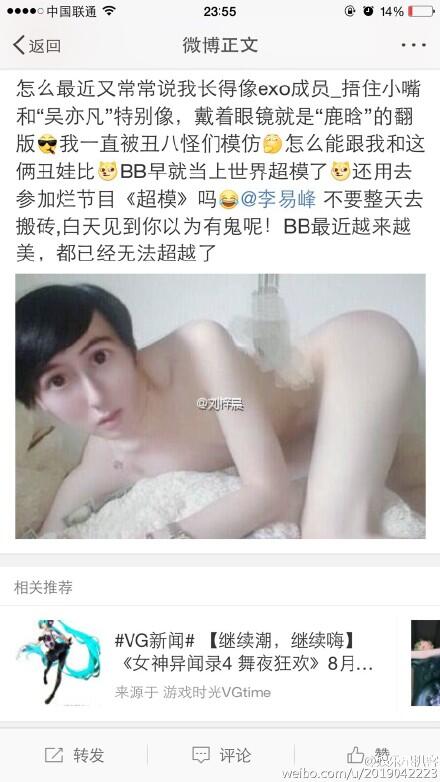 中国联通
23:55
14%
返回
微博正文
怎么最近又常常说我长得像exo成员_捂住小嘴
和“吴亦凡”特别像，戴着眼镜就是“鹿晗”的翻
版😎我一直被丑八怪们模仿🤔怎么能跟我和这
俩丑娃比😼BB早就当上世界超模了😼还用去
参加烂节目《超模》吗😂@李易峰 不要整天去
搬砖,白天见到你以为有鬼呢！BB最近越来越
美，都已经无法超越了
@刘梓晨
相关推荐
#VG新闻# 【继续潮，继续嗨】
《女神异闻录4 舞夜狂欢》8月...
来源于 游戏时光VGtime
转发
评论
赞
weibo.com/u/2019042223